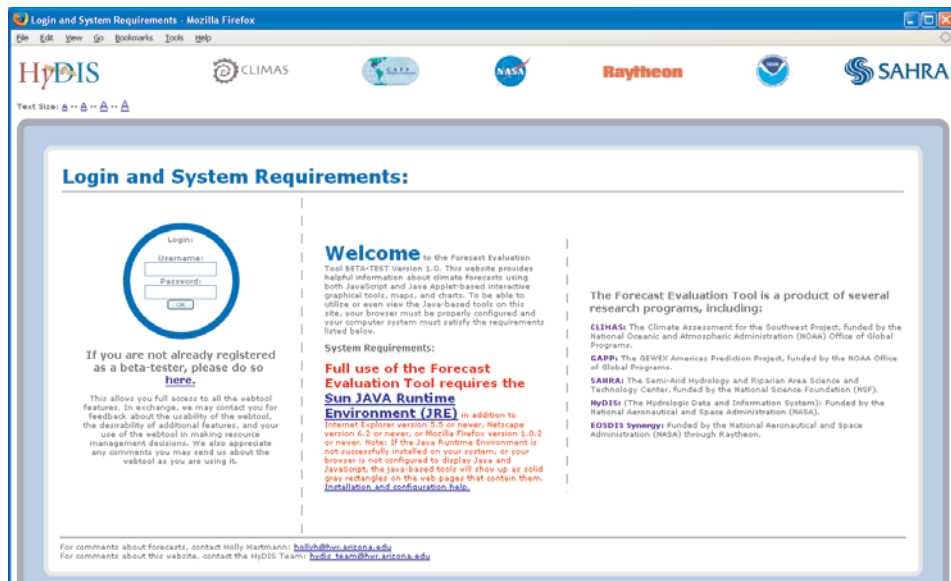 Login and System Requirements - Mozilla Firefox
File Edit View Go Bookmarks Tools Help
HyDIS CLIMAS GAPP NASA Raytheon NOAA SAHRA
Text Size: A -- A -- A -- A
Login and System Requirements:
Login:
Username:
Password:
OK
If you are not already registered
as a beta-tester, please do so
here.
This allows you full access to all the webtool
features. In exchange, we may contact you for
feedback about the usability of the webtool,
the desirability of additional features, and your
use of the webtool in making resource
management decisions. We also appreciate
any comments you may send us about the
webtool as you are using it.
Welcome to the Forecast Evaluation
Tool BETA-TEST Version 1.0. This website provides
helpful information about climate forecasts using
both JavaScript and Java Applet-based interactive
graphical tools, maps, and charts. To be able to
utilize or even view the Java-based tools on this
site, your browser must be properly configured and
your computer system must satisfy the requirements
listed below.
System Requirements:
Full use of the Forecast
Evaluation Tool requires the
Sun JAVA Runtime
Environment (JRE) in addition to
Internet Explorer version 5.5 or newer, Netscape
version 6.2 or newer, or Mozilla Firefox version 1.0.2
or newer. Note: If the Java Runtime Environment is
not successfully installed on your system, or your
browser is not configured to display Java and
JavaScript, the java-based tools will show up as solid
gray rectangles on the web pages that contain them.
Installation and configuration help.
The Forecast Evaluation Tool is a product of several
research programs, including:
CLIMAS: The Climate Assessment for the Southwest Project, funded by the
National Oceanic and Atmospheric Administration (NOAA) Office of Global
Programs.
GAPP: The GEWEX Americas Prediction Project, funded by the NOAA Office
of Global Programs.
SAHRA: The Semi-Arid Hydrology and Riparian Area Science and
Technology Center, funded by the National Science Foundation (NSF).
HyDIS: (The Hydrologic Data and Information System): Funded by the
National Aeronautical and Space Administration (NASA).
EOSDIS Synergy: Funded by the National Aeronautical and Space
Administration (NASA) through Raytheon.
For comments about forecasts, contact Holly Hartmann: hollyh@hwr.arizona.edu
For comments about this website, contact the HyDIS Team: hydis_team@hwr.arizona.edu